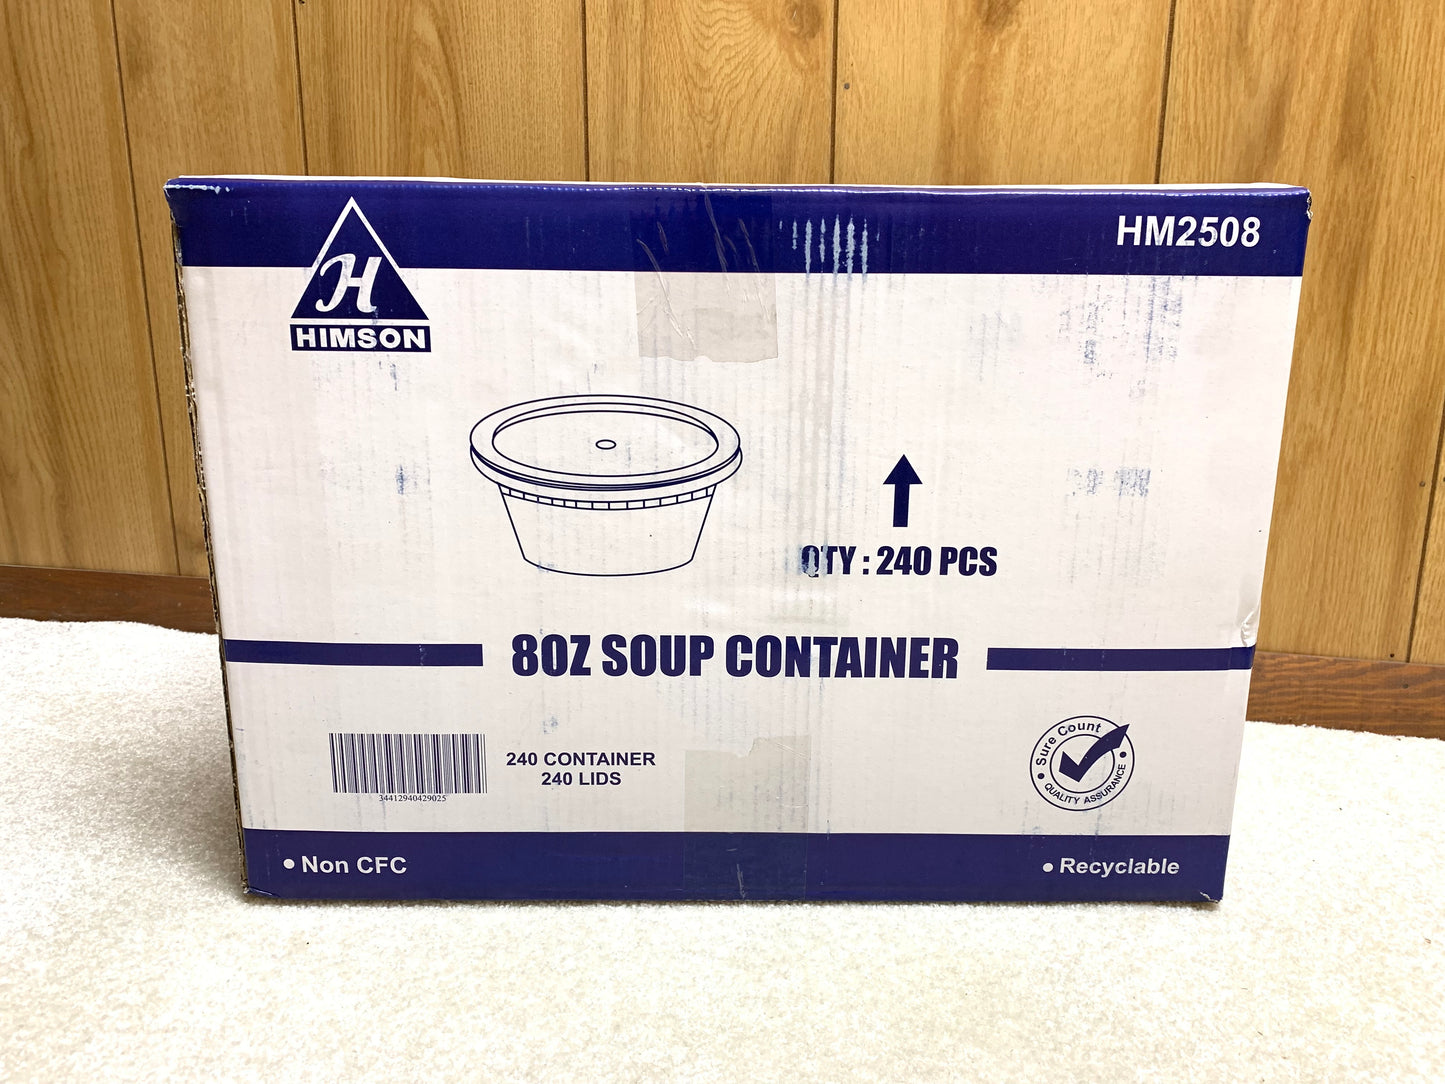 HM2508
H
HIMSON
QTY : 240 PCS
8OZ SOUP CONTAINER
240 CONTAINER
240 LIDS
34412940429025
Sure Count
QUALITY ASSURANCE
• Non CFC
• Recyclable